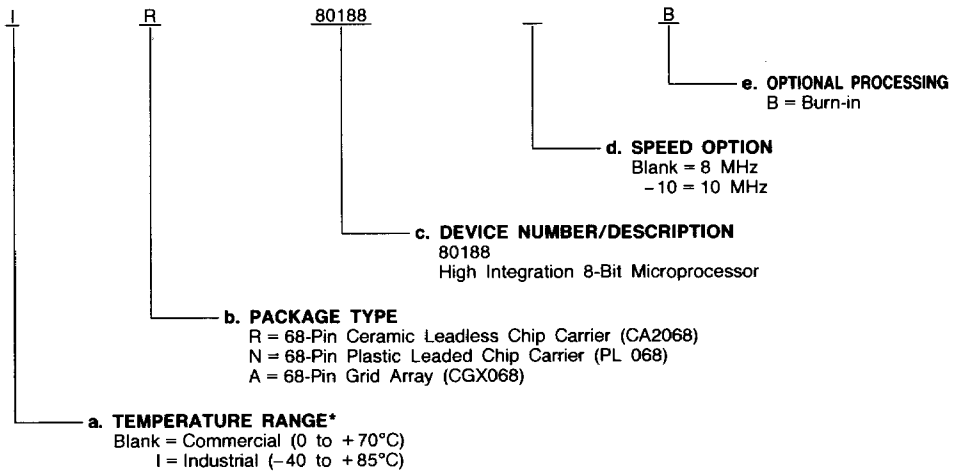 I R 80188 _ B
e. OPTIONAL PROCESSING
B = Burn-in
d. SPEED OPTION
Blank = 8 MHz
-10 = 10 MHz
c. DEVICE NUMBER/DESCRIPTION
80188
High Integration 8-Bit Microprocessor
b. PACKAGE TYPE
R = 68-Pin Ceramic Leadless Chip Carrier (CA2068)
N = 68-Pin Plastic Leaded Chip Carrier (PL 068)
A = 68-Pin Grid Array (CGX068)
a. TEMPERATURE RANGE*
Blank = Commercial (0 to +70°C)
I = Industrial (-40 to +85°C)